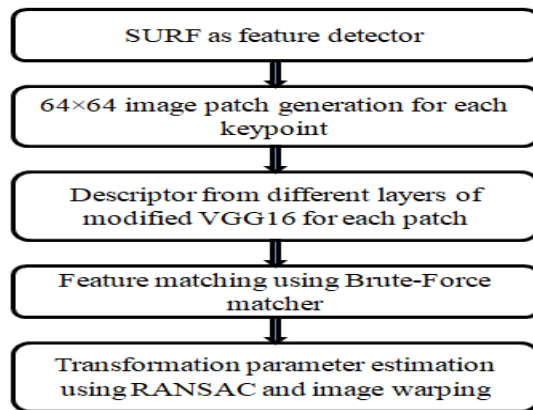 SURF as feature detector
64×64 image patch generation for each
keypoint
Descriptor from different layers of
modified VGG16 for each patch
Feature matching using Brute-Force
matcher
Transformation parameter estimation
using RANSAC and image warping